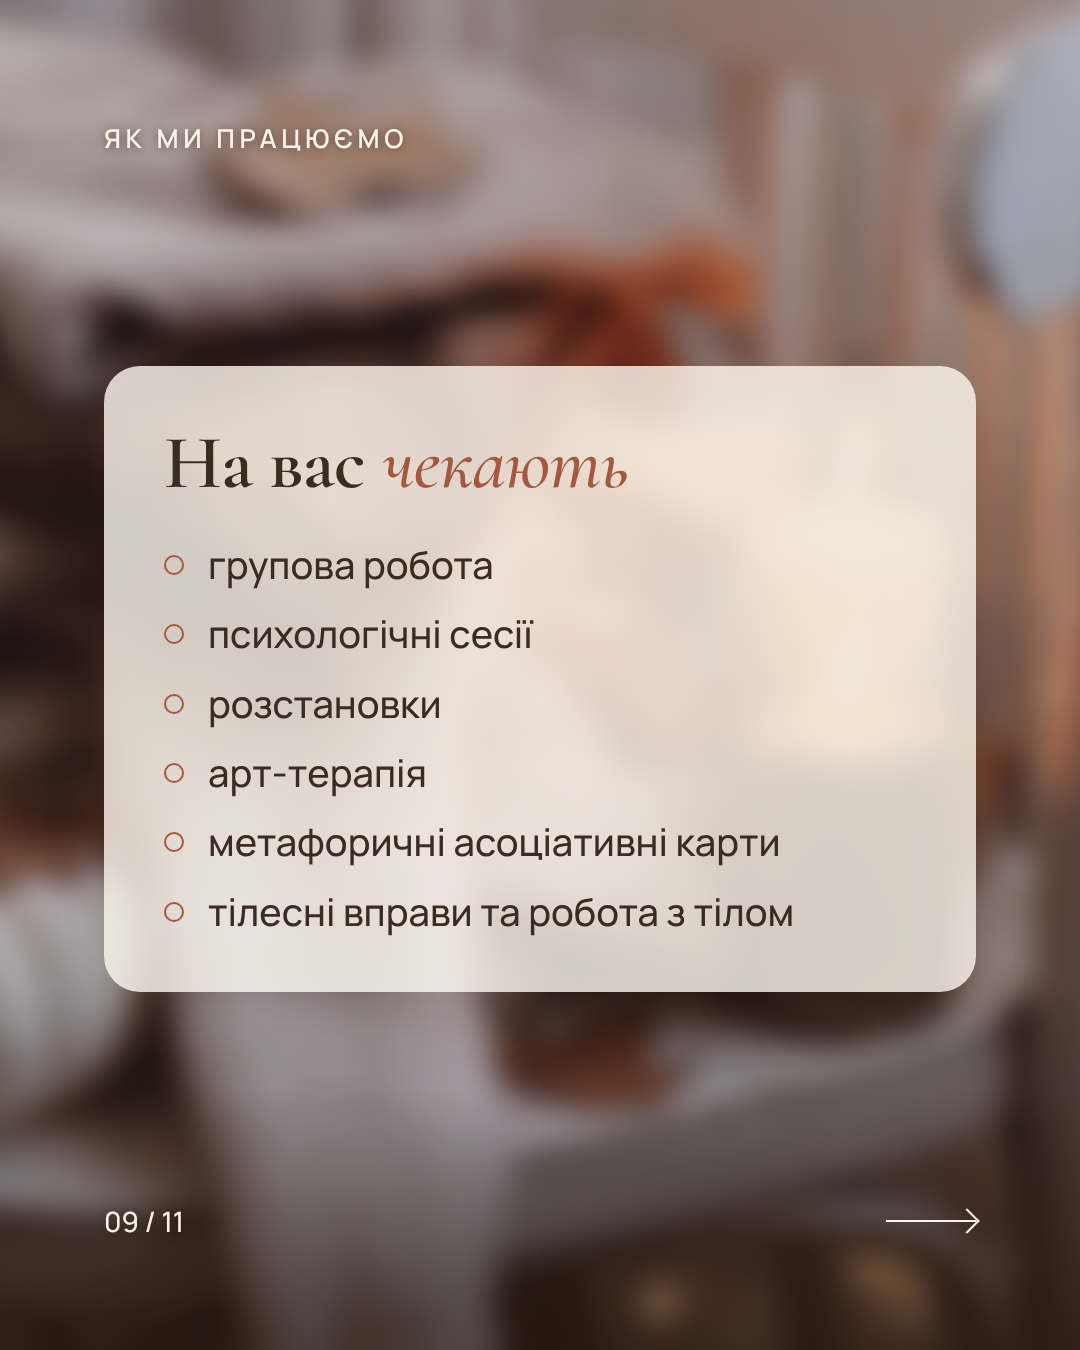 ЯК МИ ПРАЦЮЄМО
На вас чекають
групова робота
психологічні сесії
розстановки
арт-терапія
метафоричні асоціативні карти
тілесні вправи та робота з тілом
09 / 11